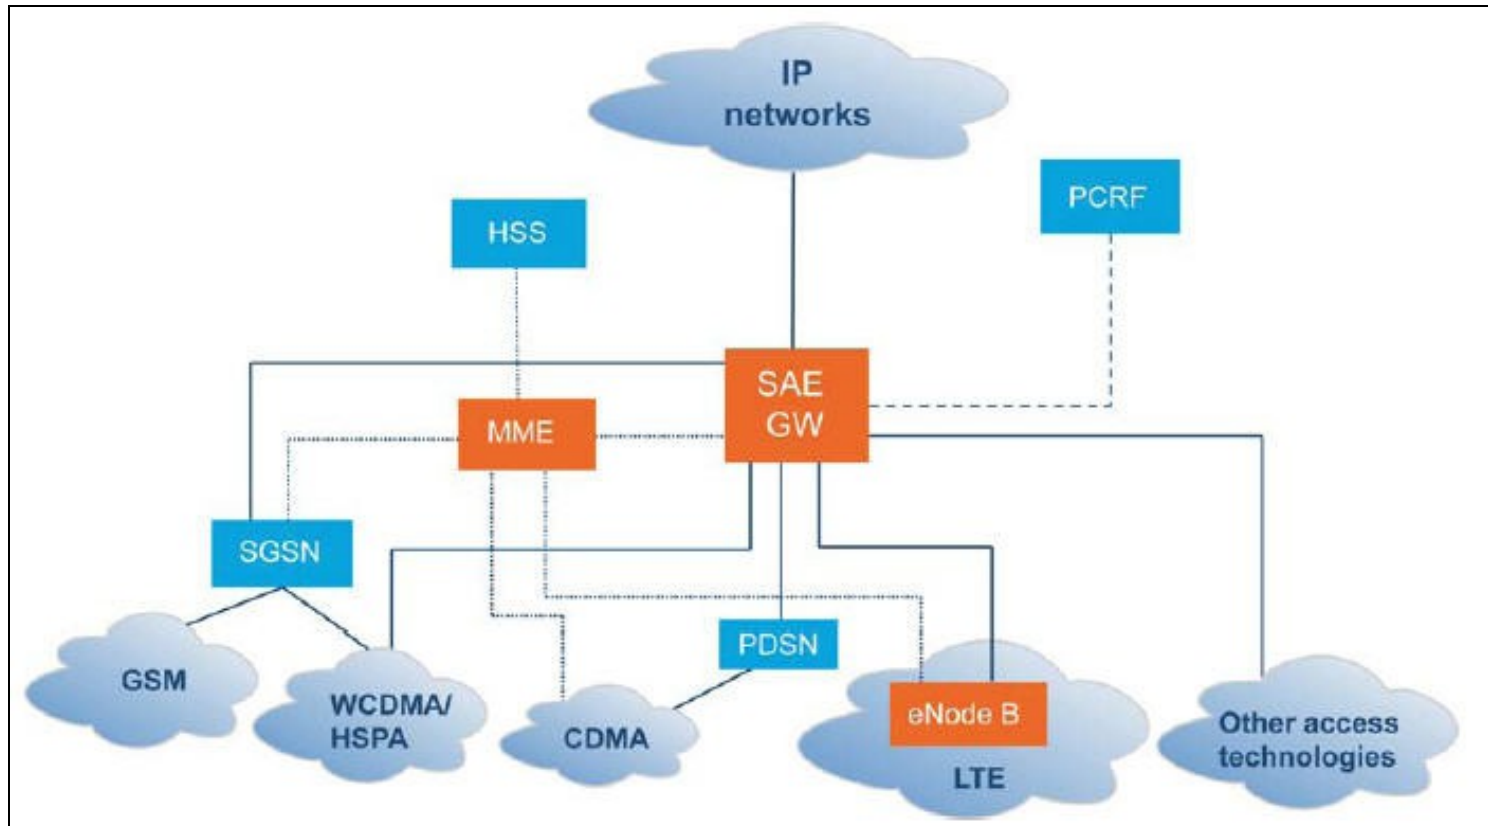 IP
networks
PCRF
HSS
SAE
GW
MME
SGSN
PDSN
GSM
WCDMA/
HSPA
CDMA
eNode B
LTE
Other access
technologies